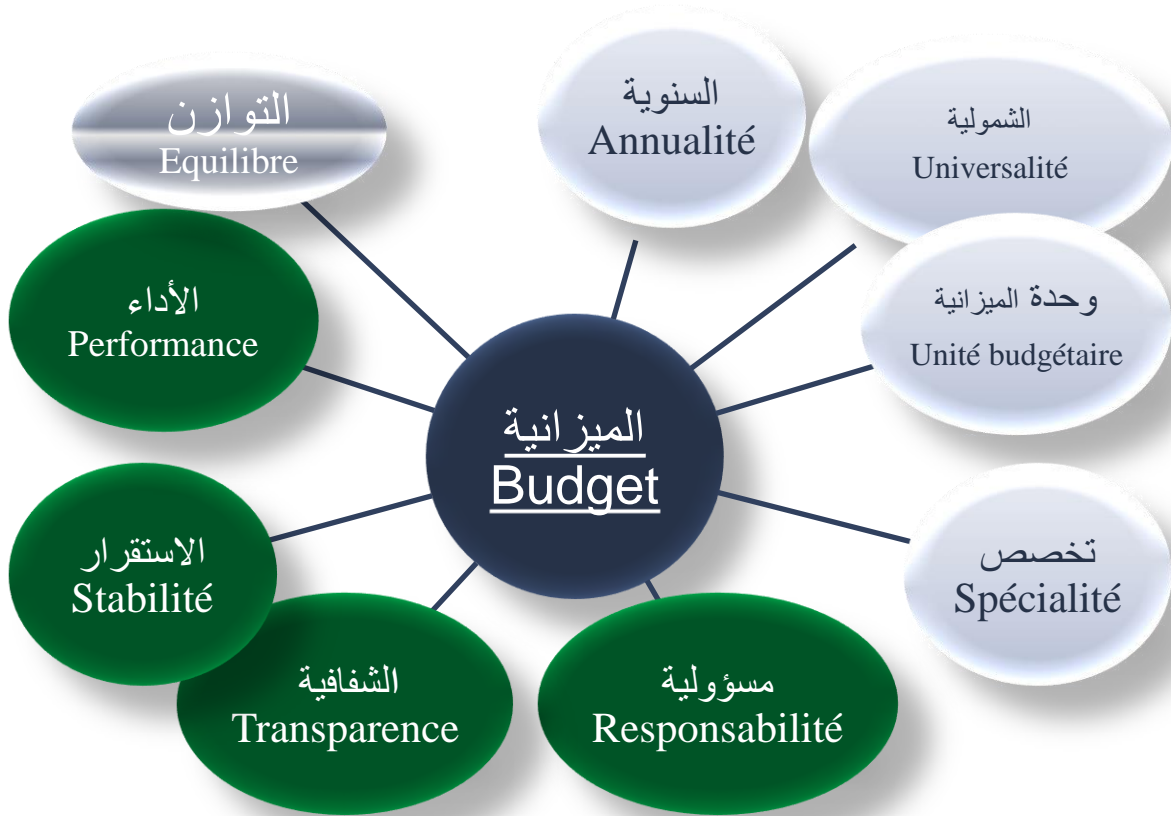 الميزانية
Budget
السنوية
Annualité
الشمولية
Universalité
وحدة الميزانية
Unité budgétaire
تخصص
Spécialité
مسؤولية
Responsabilité
الشفافية
Transparence
الاستقرار
Stabilité
الأداء
Performance
التوازن
Equilibre